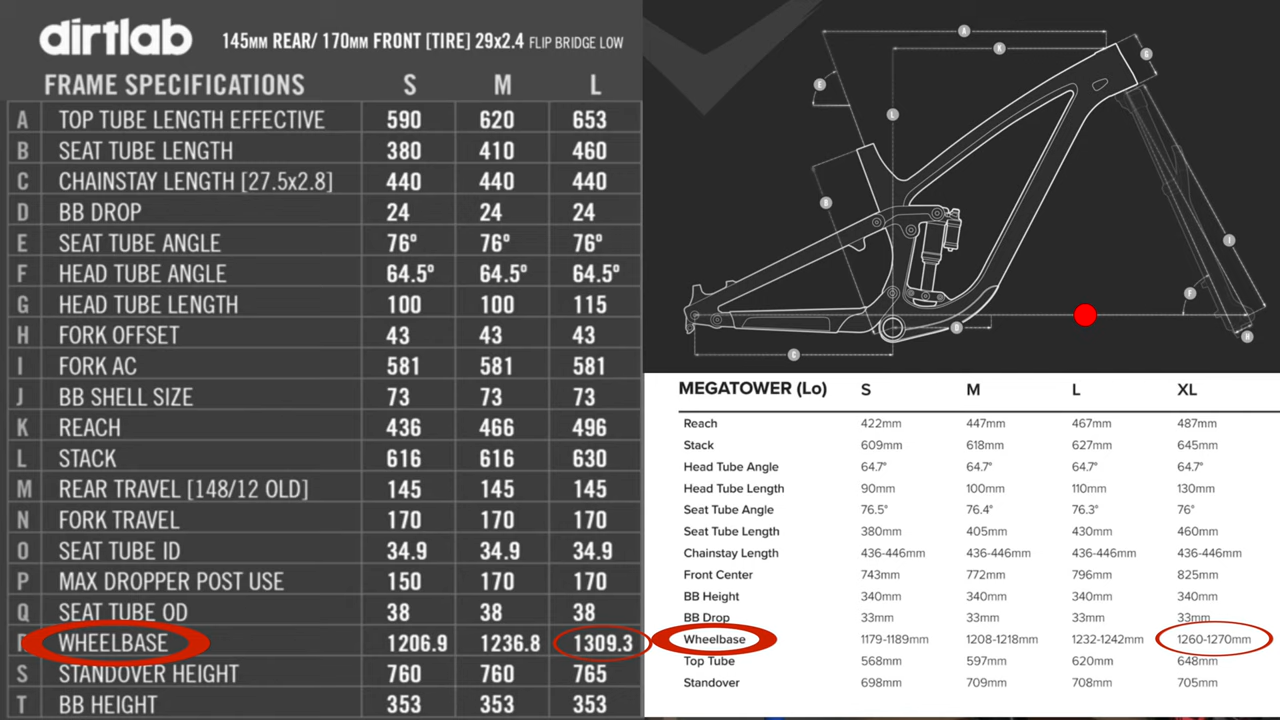 dirtlab
145MM REAR/ 170MM FRONT [TIRE] 29x2.4 FLIP BRIDGE LOW
FRAME SPECIFICATIONS S M L
A TOP TUBE LENGTH EFFECTIVE 590 620 653
B SEAT TUBE LENGTH 380 410 460
C CHAINSTAY LENGTH [27.5x2.8] 440 440 440
D BB DROP 24 24 24
E SEAT TUBE ANGLE 76° 76° 76°
F HEAD TUBE ANGLE 64.5° 64.5° 64.5°
G HEAD TUBE LENGTH 100 100 115
H FORK OFFSET 43 43 43
I FORK AC 581 581 581
J BB SHELL SIZE 73 73 73
K REACH 436 466 496
L STACK 616 616 630
M REAR TRAVEL [148/12 OLD] 145 145 145
N FORK TRAVEL 170 170 170
O SEAT TUBE ID 34.9 34.9 34.9
P MAX DROPPER POST USE 150 170 170
Q SEAT TUBE OD 38 38 38
WHEELBASE 1206.9 1236.8 1309.3
S STANDOVER HEIGHT 760 760 765
T BB HEIGHT 353 353 353
A
K
G
E
L
B
I
F
D
H
C
MEGATOWER (Lo) S M L XL
Reach 422mm 447mm 467mm 487mm
Stack 609mm 618mm 627mm 645mm
Head Tube Angle 64.7° 64.7° 64.7° 64.7°
Head Tube Length 90mm 100mm 110mm 130mm
Seat Tube Angle 76.5° 76.4° 76.3° 76°
Seat Tube Length 380mm 405mm 430mm 460mm
Chainstay Length 436-446mm 436-446mm 436-446mm 436-446mm
Front Center 743mm 772mm 796mm 825mm
BB Height 340mm 340mm 340mm 340mm
BB Drop 33mm 33mm 33mm 33mm
Wheelbase 1179-1189mm 1208-1218mm 1232-1242mm 1260-1270mm
Top Tube 568mm 597mm 620mm 648mm
Standover 698mm 709mm 708mm 705mm